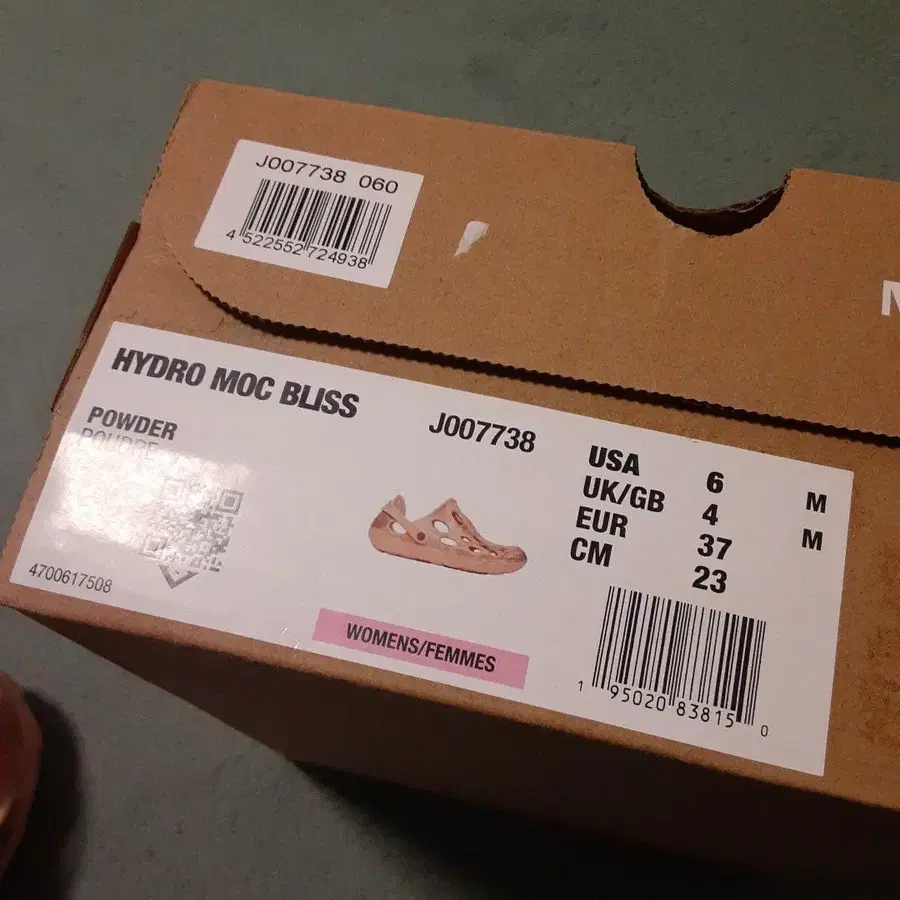 J007738 060
4 522552 724938
HYDRO MOC BLISS
POWDER
POUDRE
J007738
USA 6 M
UK/GB 4 M
EUR 37
CM 23
4700617508
WOMENS/FEMMES
1 95020 83815 0